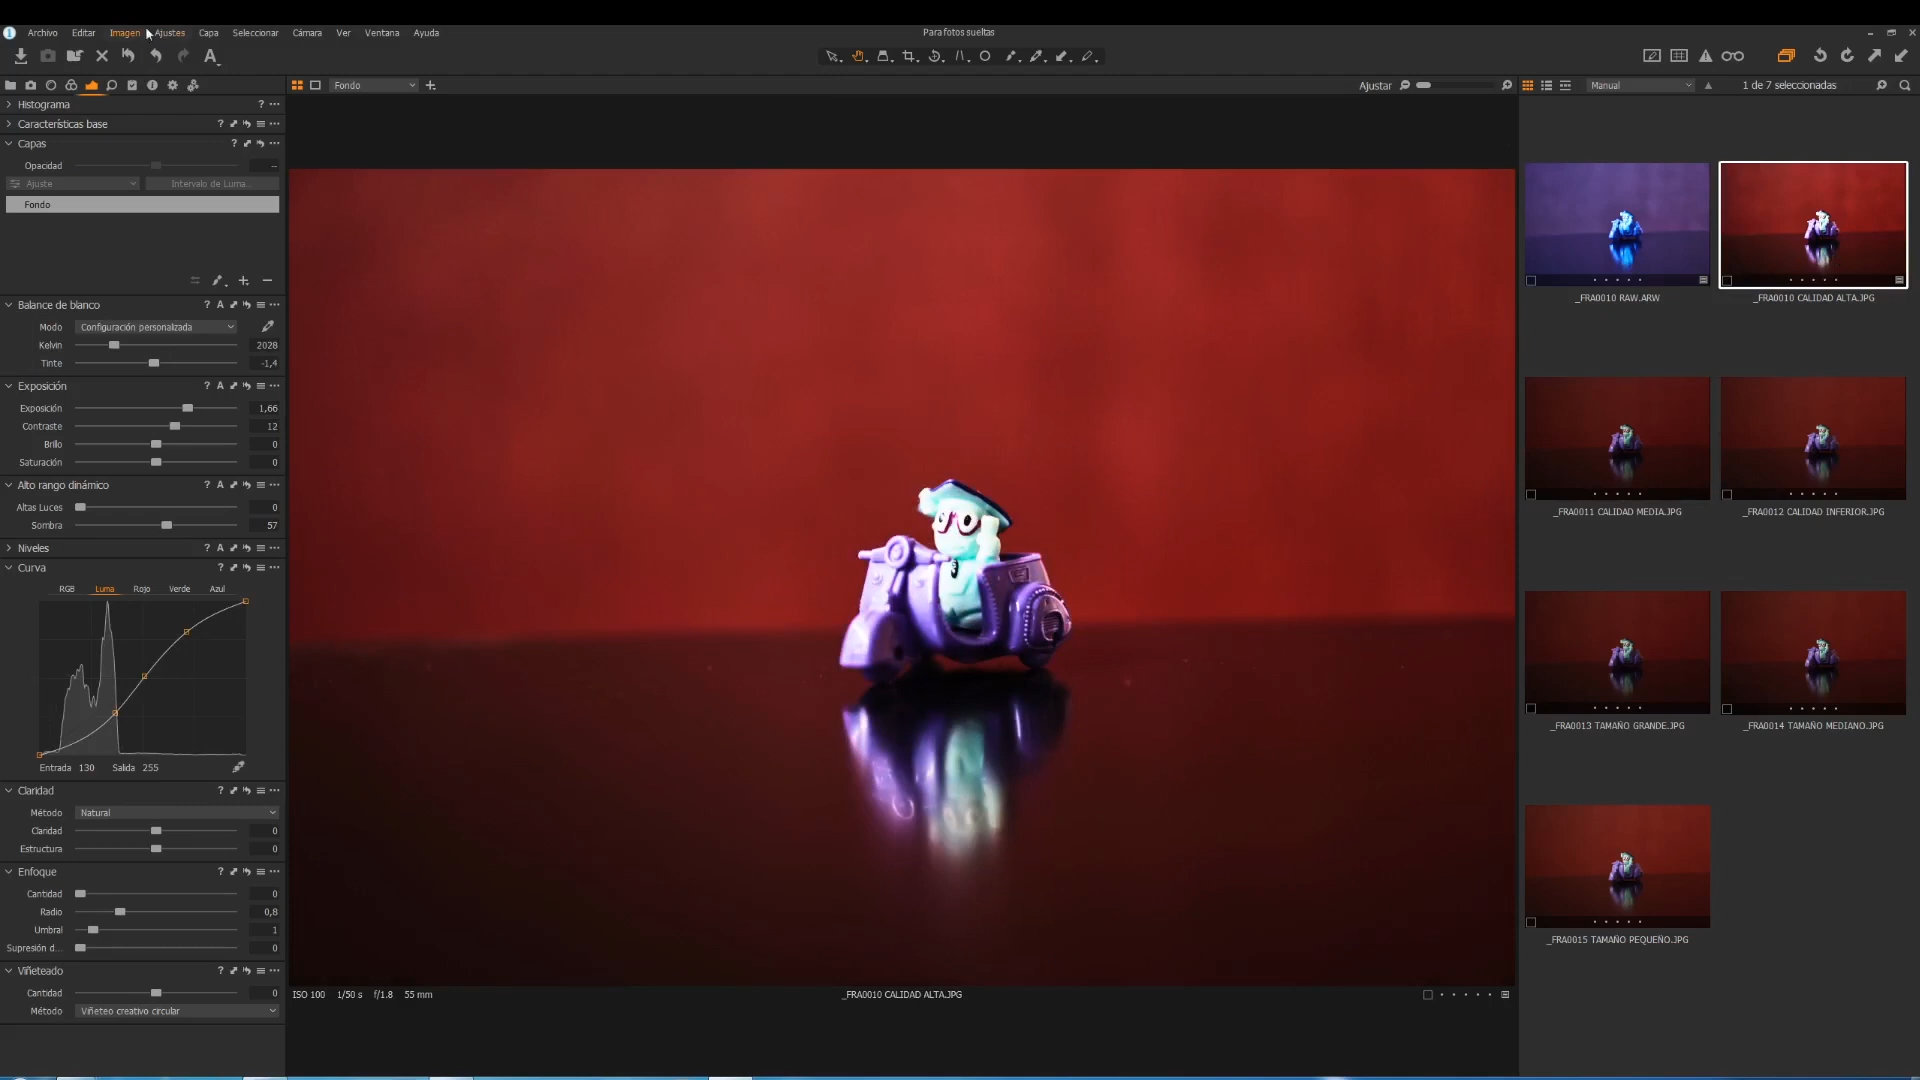 Archivo Editar Imagen Ajustes Capa Seleccionar Cámara Ver Ventana Ayuda
Para fotos sueltas
Fondo
Ajustar
Manual
1 de 7 seleccionadas
Histograma
Características base
Capas
Opacidad --
Ajuste Intervalo de Luma...
Fondo
Balance de blanco
Modo Configuración personalizada
Kelvin 2028
Tinte -1,4
Exposición
Exposición 1,66
Contraste 12
Brillo 0
Saturación 0
Alto rango dinámico
Altas Luces 0
Sombra 57
Niveles
Curva
RGB Luma Rojo Verde Azul
Entrada 130 Salida 255
Claridad
Método Natural
Claridad 0
Estructura 0
Enfoque
Cantidad 0
Radio 0,8
Umbral 1
Supresión d... 0
Viñeteado
Cantidad 0
Método Viñeteo creativo circular
ISO 100 1/50 s f/1.8 55 mm
_FRA0010 CALIDAD ALTA.JPG
_FRA0010 RAW.ARW
_FRA0010 CALIDAD ALTA.JPG
_FRA0011 CALIDAD MEDIA.JPG
_FRA0012 CALIDAD INFERIOR.JPG
_FRA0013 TAMAÑO GRANDE.JPG
_FRA0014 TAMAÑO MEDIANO.JPG
_FRA0015 TAMAÑO PEQUEÑO.JPG